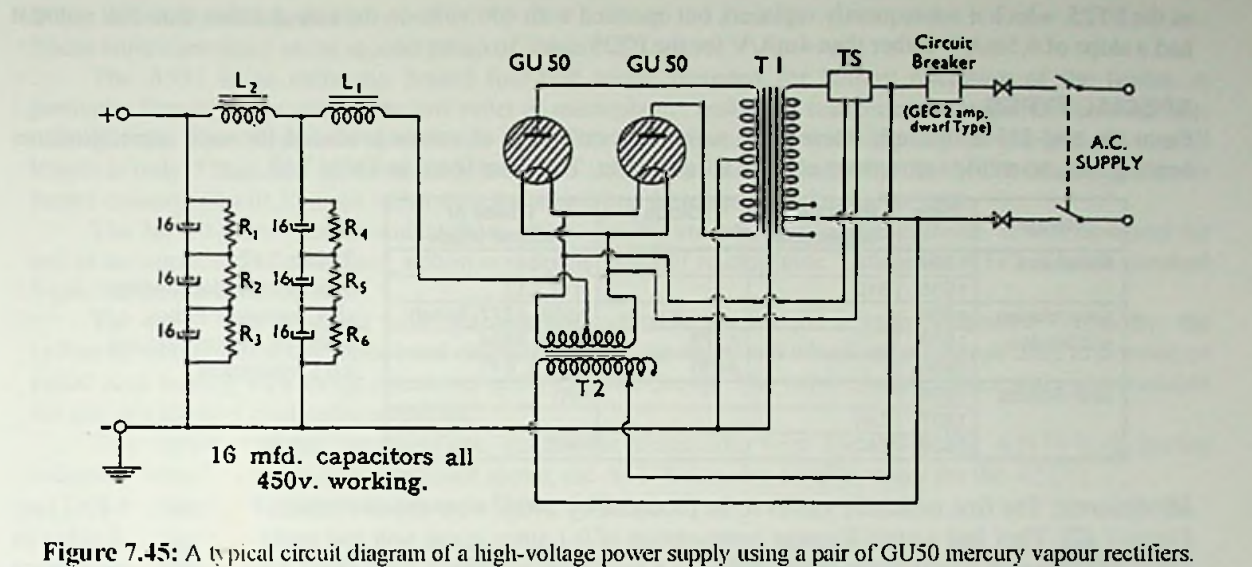 Circuit
Breaker
(GEC 2 amp.
dwarf Type)
GU 50
GU 50
T 1
TS
L2
L1
+
A.C.
SUPPLY
16
R1
16
R4
16
R2
16
R5
16
R3
16
R6
T2
-
16 mfd. capacitors all
450v. working.
Figure 7.45: A typical circuit diagram of a high-voltage power supply using a pair of GU50 mercury vapour rectifiers.